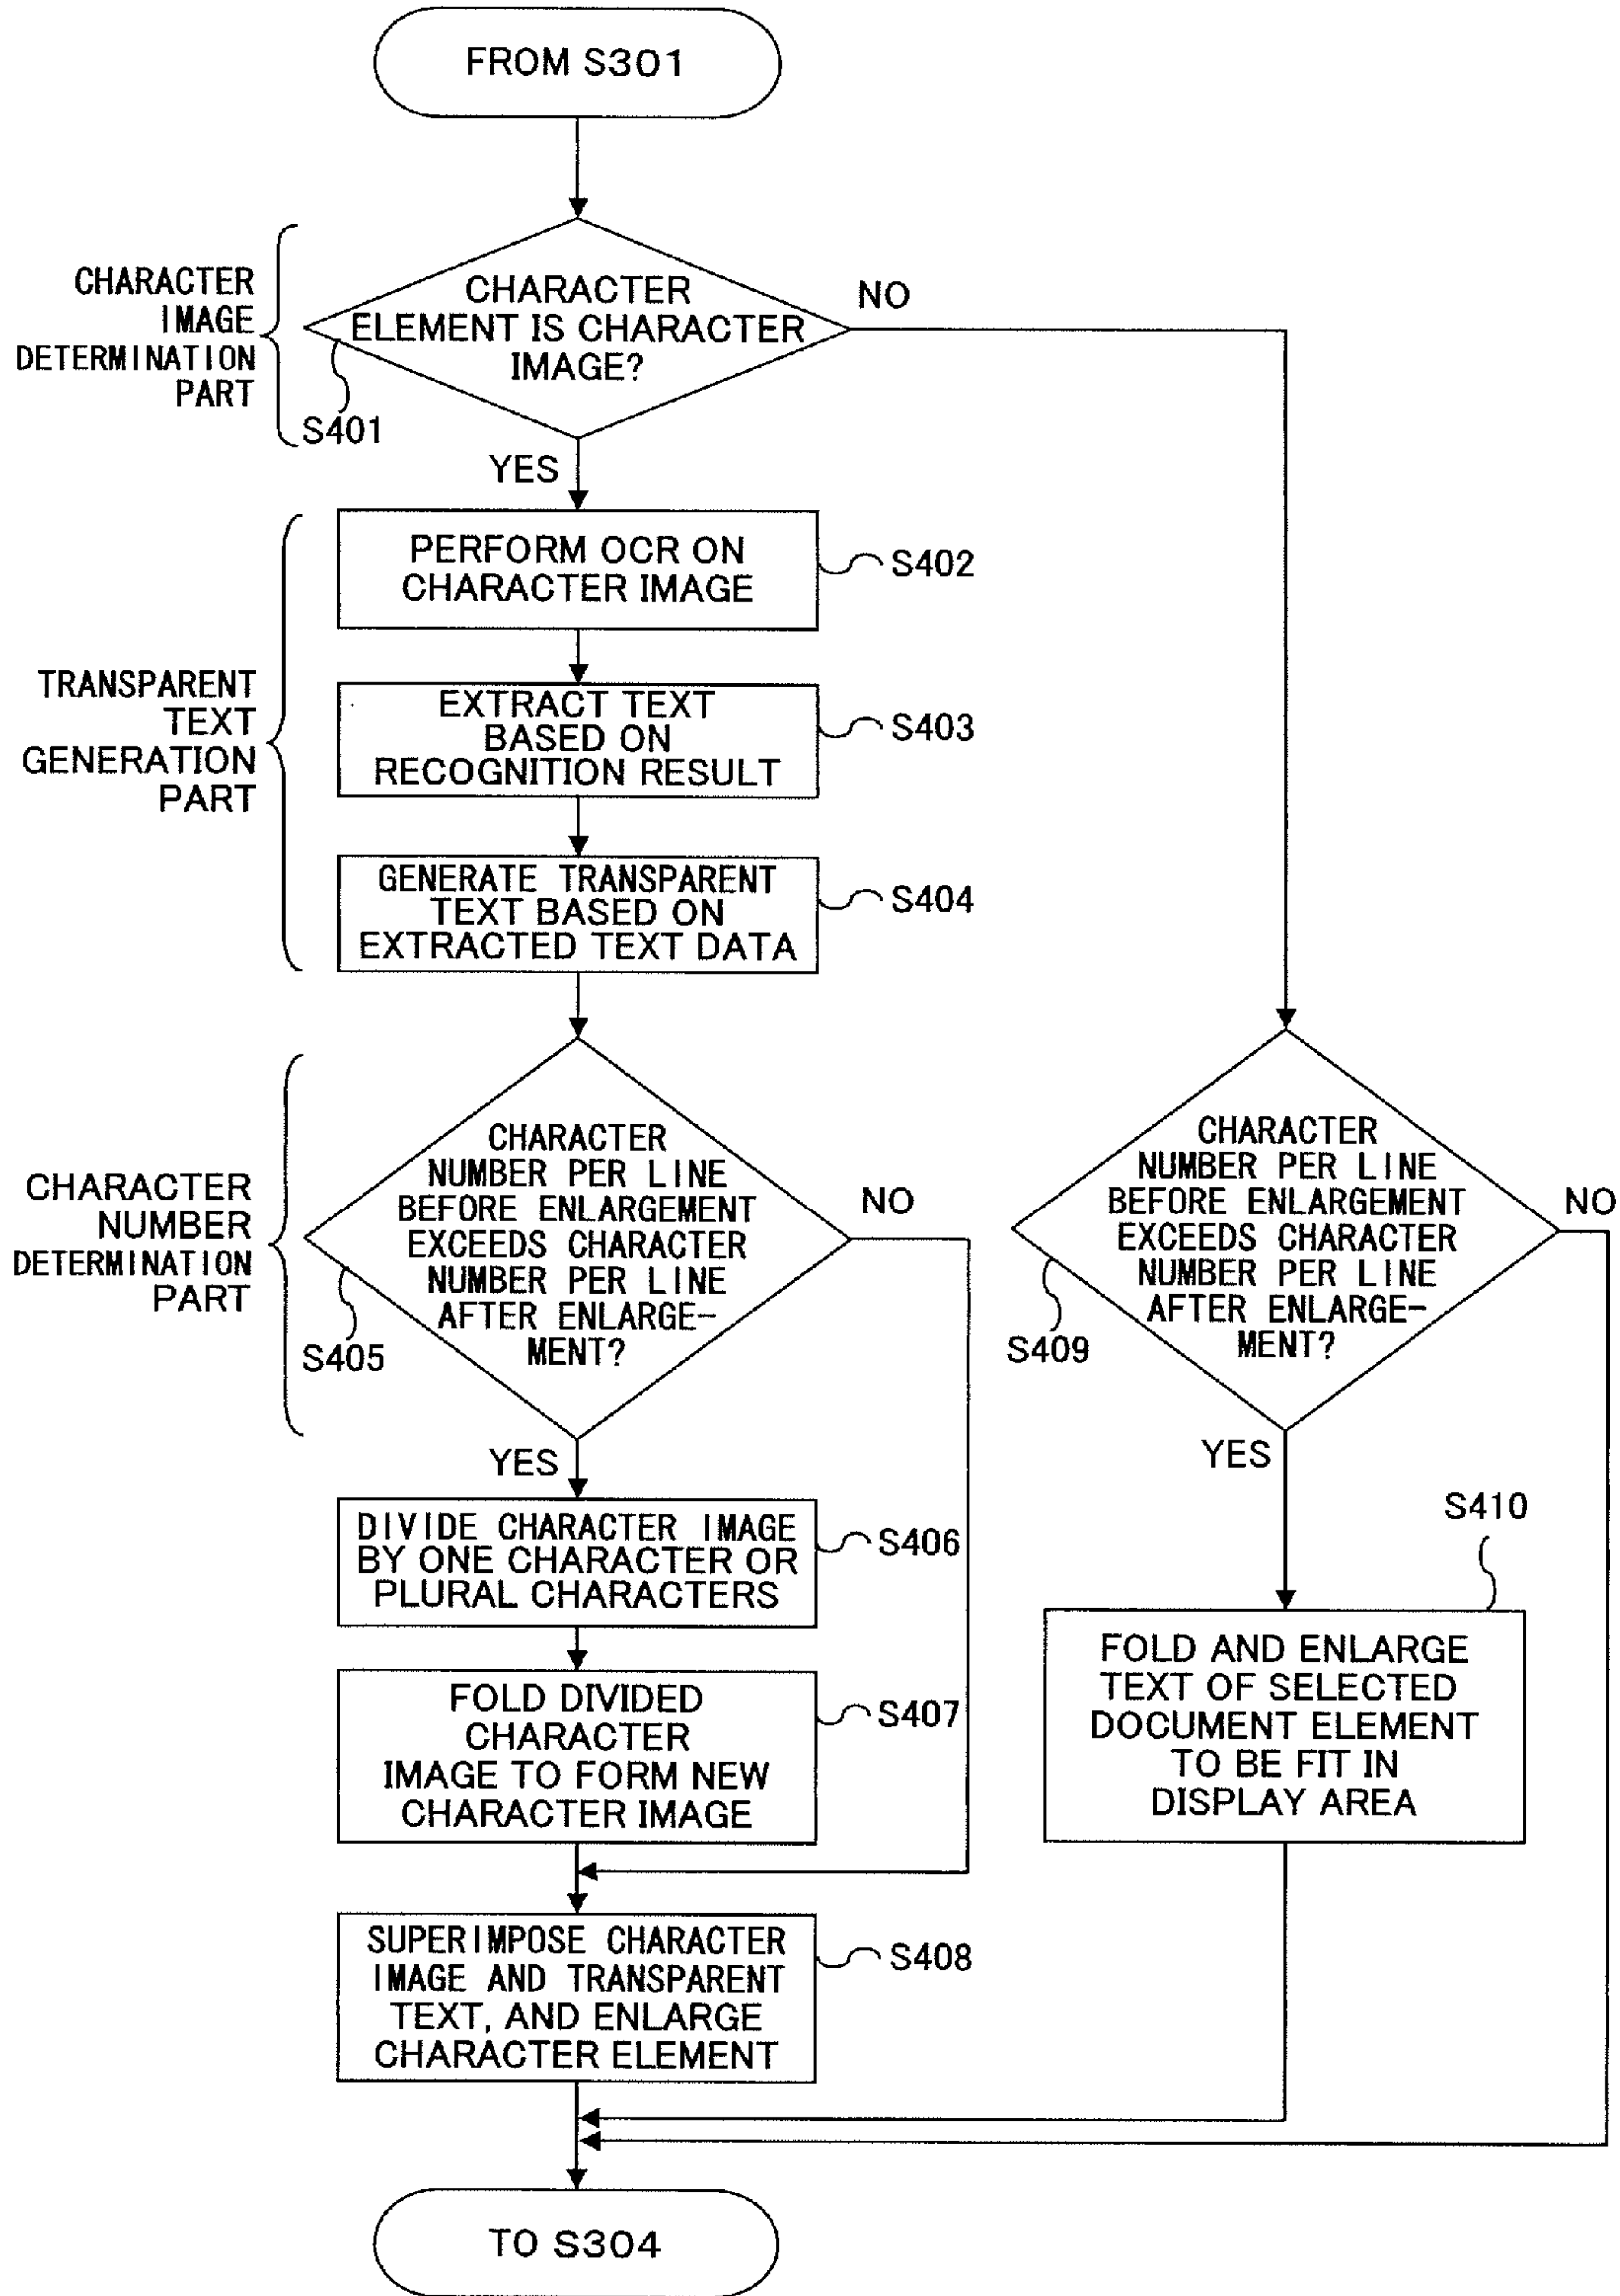 FROM S301
CHARACTER
IMAGE
DETERMINATION
PART
CHARACTER
ELEMENT IS CHARACTER
IMAGE?
NO
S401
YES
TRANSPARENT
TEXT
GENERATION
PART
PERFORM OCR ON
CHARACTER IMAGE
S402
EXTRACT TEXT
BASED ON
RECOGNITION RESULT
S403
GENERATE TRANSPARENT
TEXT BASED ON
EXTRACTED TEXT DATA
S404
CHARACTER
NUMBER
DETERMINATION
PART
CHARACTER
NUMBER PER LINE
BEFORE ENLARGEMENT
EXCEEDS CHARACTER
NUMBER PER LINE
AFTER ENLARGE-
MENT?
NO
S405
YES
CHARACTER
NUMBER PER LINE
BEFORE ENLARGEMENT
EXCEEDS CHARACTER
NUMBER PER LINE
AFTER ENLARGE-
MENT?
NO
S409
YES
DIVIDE CHARACTER IMAGE
BY ONE CHARACTER OR
PLURAL CHARACTERS
S406
FOLD DIVIDED
CHARACTER
IMAGE TO FORM NEW
CHARACTER IMAGE
S407
S410
FOLD AND ENLARGE
TEXT OF SELECTED
DOCUMENT ELEMENT
TO BE FIT IN
DISPLAY AREA
SUPERIMPOSE CHARACTER
IMAGE AND TRANSPARENT
TEXT, AND ENLARGE
CHARACTER ELEMENT
S408
TO S304